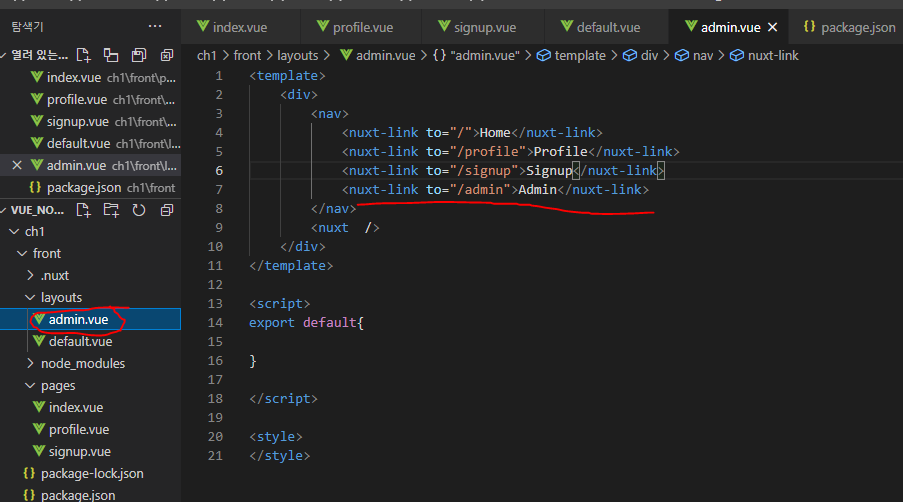 탐색기 ···
열려 있는...
index.vue ch1\front\p...
profile.vue ch1\front\...
signup.vue ch1\front\...
default.vue ch1\front\l...
admin.vue ch1\front\l...
package.json ch1\front
VUE_NO...
ch1
front
.nuxt
layouts
admin.vue
default.vue
node_modules
pages
index.vue
profile.vue
signup.vue
package-lock.json
package.json
index.vue profile.vue signup.vue default.vue admin.vue package.json
ch1 > front > layouts > admin.vue > {} "admin.vue" > template > div > nav > nuxt-link
1 <template>
2 <div>
3 <nav>
4 <nuxt-link to="/">Home</nuxt-link>
5 <nuxt-link to="/profile">Profile</nuxt-link>
6 <nuxt-link to="/signup">Signup</nuxt-link>
7 <nuxt-link to="/admin">Admin</nuxt-link>
8 </nav>
9 <nuxt />
10 </div>
11 </template>
12
13 <script>
14 export default{
15
16 }
17
18 </script>
19
20 <style>
21 </style>